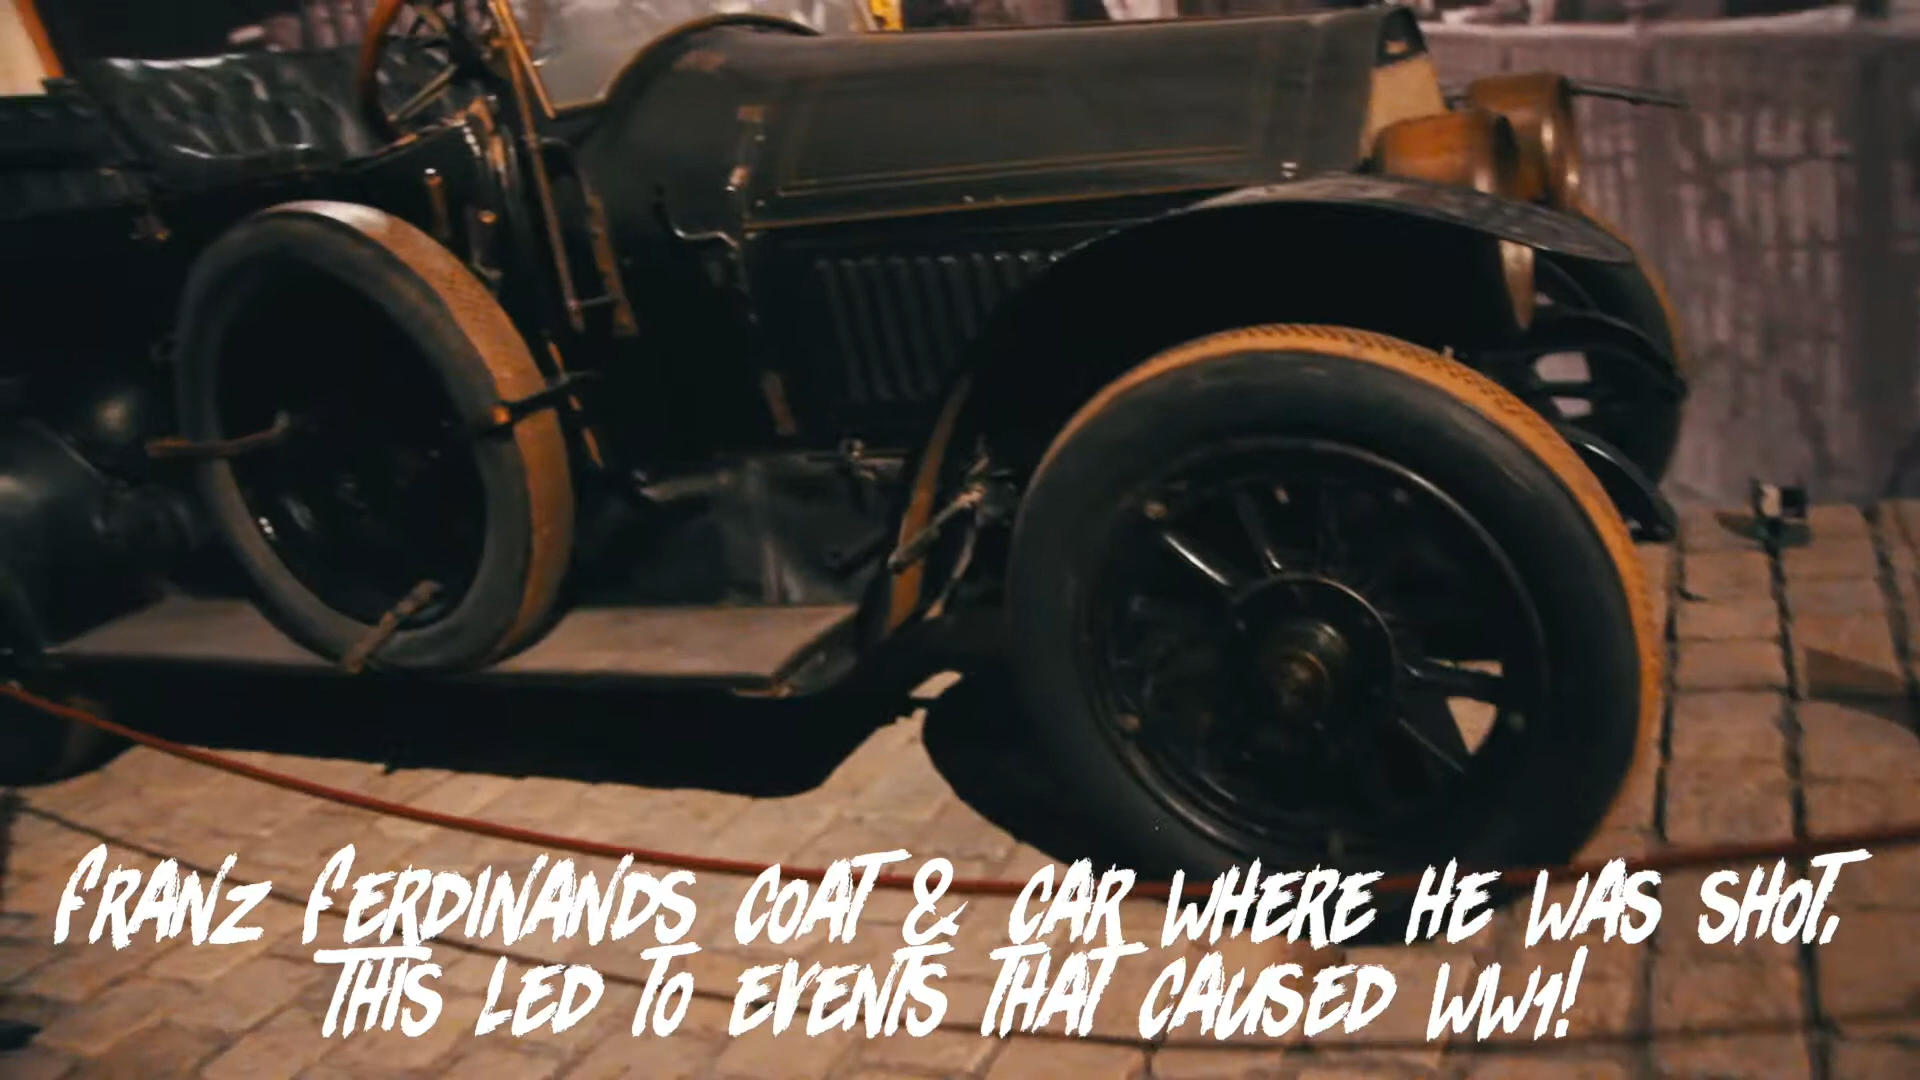 FRANZ FERDINANDS COAT & CAR WHERE HE WAS SHOT.
THIS LED TO EVENTS THAT CAUSED WW1!